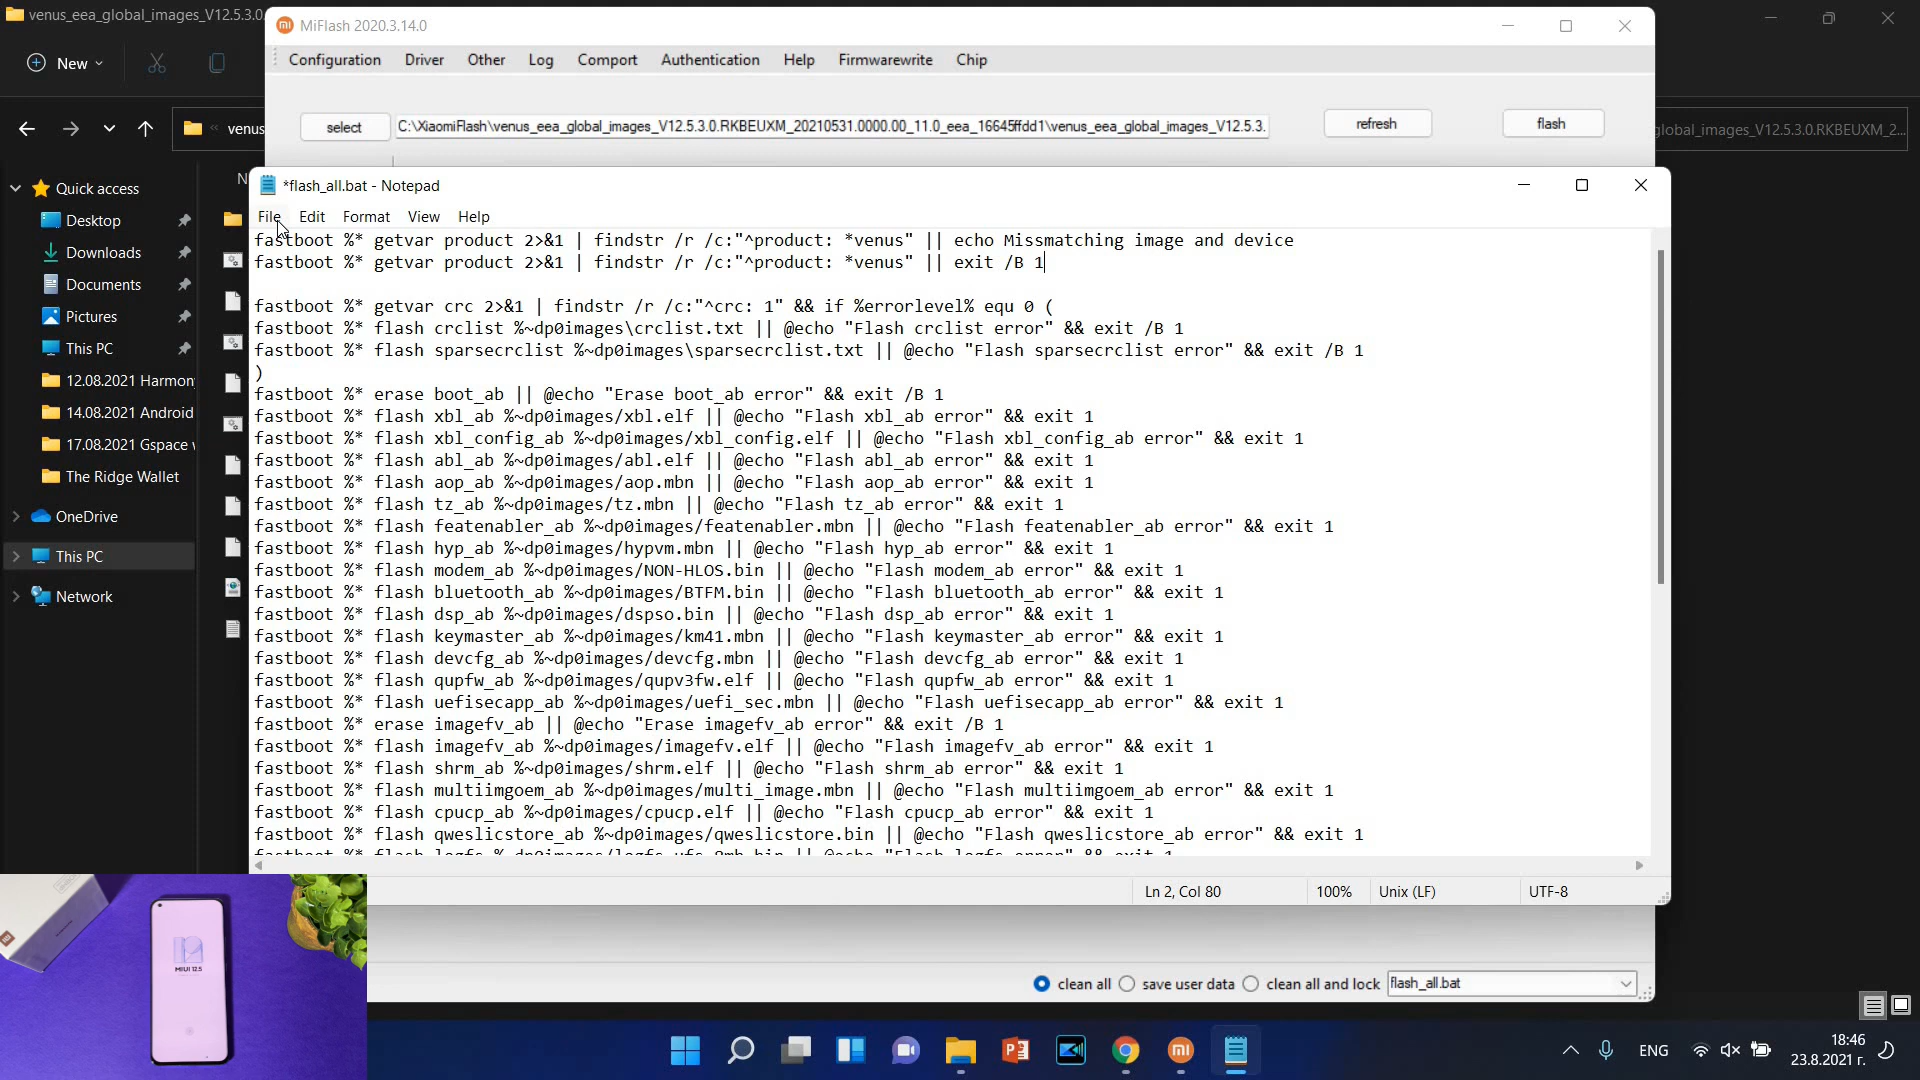 venus_eea_global_images_V12.5.3.0.
MiFlash 2020.3.14.0
New
Configuration Driver Other Log Comport Authentication Help Firmwarewrite Chip
venus
select C:\XiaomiFlash\venus_eea_global_images_V12.5.3.0.RKBEUXM_20210531.0000.00_11.0_eea_16645ffdd1\venus_eea_global_images_V12.5.3. refresh flash
global_images_V12.5.3.0.RKBEUXM_2...
Quick access
Desktop
Downloads
Documents
Pictures
This PC
12.08.2021 Harmon
14.08.2021 Android
17.08.2021 Gspace
The Ridge Wallet
OneDrive
This PC
Network
N
*flash_all.bat - Notepad
File Edit Format View Help
fastboot %* getvar product 2>&1 | findstr /r /c:"^product: *venus" || echo Missmatching image and device
fastboot %* getvar product 2>&1 | findstr /r /c:"^product: *venus" || exit /B 1
fastboot %* getvar crc 2>&1 | findstr /r /c:"^crc: 1" && if %errorlevel% equ 0 (
fastboot %* flash crclist %~dp0images\crclist.txt || @echo "Flash crclist error" && exit /B 1
fastboot %* flash sparsecrclist %~dp0images\sparsecrclist.txt || @echo "Flash sparsecrclist error" && exit /B 1
)
fastboot %* erase boot_ab || @echo "Erase boot_ab error" && exit /B 1
fastboot %* flash xbl_ab %~dp0images/xbl.elf || @echo "Flash xbl_ab error" && exit 1
fastboot %* flash xbl_config_ab %~dp0images/xbl_config.elf || @echo "Flash xbl_config_ab error" && exit 1
fastboot %* flash abl_ab %~dp0images/abl.elf || @echo "Flash abl_ab error" && exit 1
fastboot %* flash aop_ab %~dp0images/aop.mbn || @echo "Flash aop_ab error" && exit 1
fastboot %* flash tz_ab %~dp0images/tz.mbn || @echo "Flash tz_ab error" && exit 1
fastboot %* flash featenabler_ab %~dp0images/featenabler.mbn || @echo "Flash featenabler_ab error" && exit 1
fastboot %* flash hyp_ab %~dp0images/hypvm.mbn || @echo "Flash hyp_ab error" && exit 1
fastboot %* flash modem_ab %~dp0images/NON-HLOS.bin || @echo "Flash modem_ab error" && exit 1
fastboot %* flash bluetooth_ab %~dp0images/BTFM.bin || @echo "Flash bluetooth_ab error" && exit 1
fastboot %* flash dsp_ab %~dp0images/dspso.bin || @echo "Flash dsp_ab error" && exit 1
fastboot %* flash keymaster_ab %~dp0images/km41.mbn || @echo "Flash keymaster_ab error" && exit 1
fastboot %* flash devcfg_ab %~dp0images/devcfg.mbn || @echo "Flash devcfg_ab error" && exit 1
fastboot %* flash qupfw_ab %~dp0images/qupv3fw.elf || @echo "Flash qupfw_ab error" && exit 1
fastboot %* flash uefisecapp_ab %~dp0images/uefi_sec.mbn || @echo "Flash uefisecapp_ab error" && exit 1
fastboot %* erase imagefv_ab || @echo "Erase imagefv_ab error" && exit /B 1
fastboot %* flash imagefv_ab %~dp0images/imagefv.elf || @echo "Flash imagefv_ab error" && exit 1
fastboot %* flash shrm_ab %~dp0images/shrm.elf || @echo "Flash shrm_ab error" && exit 1
fastboot %* flash multiimgoem_ab %~dp0images/multi_image.mbn || @echo "Flash multiimgoem_ab error" && exit 1
fastboot %* flash cpucp_ab %~dp0images/cpucp.elf || @echo "Flash cpucp_ab error" && exit 1
fastboot %* flash qweslicstore_ab %~dp0images/qweslicstore.bin || @echo "Flash qweslicstore_ab error" && exit 1
Ln 2, Col 80 100% Unix (LF) UTF-8
MIUI 12.5
clean all save user data clean all and lock flash_all.bat
ENG
18:46
23.8.2021 г.